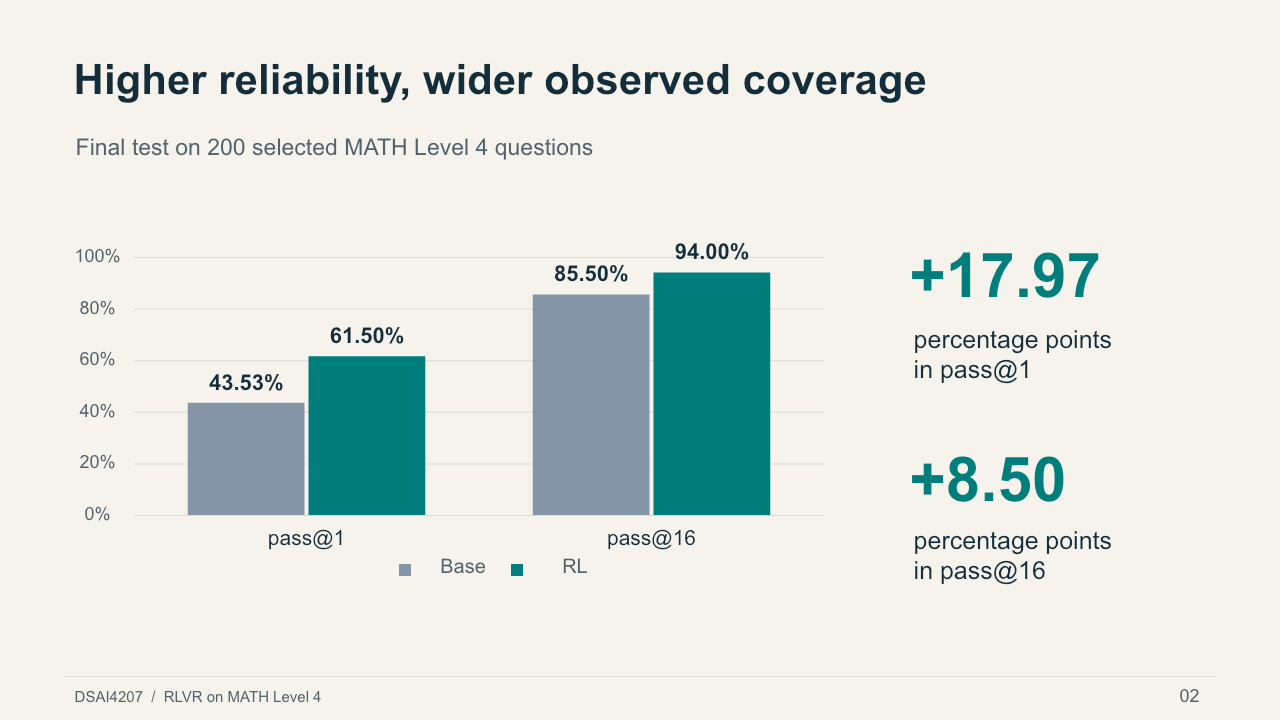 Higher reliability, wider observed coverage
Final test on 200 selected MATH Level 4 questions
100%
80%
60%
40%
20%
0%
43.53%
61.50%
85.50%
94.00%
pass@1
pass@16
Base
RL
+17.97
percentage points
in pass@1
+8.50
percentage points
in pass@16
DSAI4207 / RLVR on MATH Level 4
02